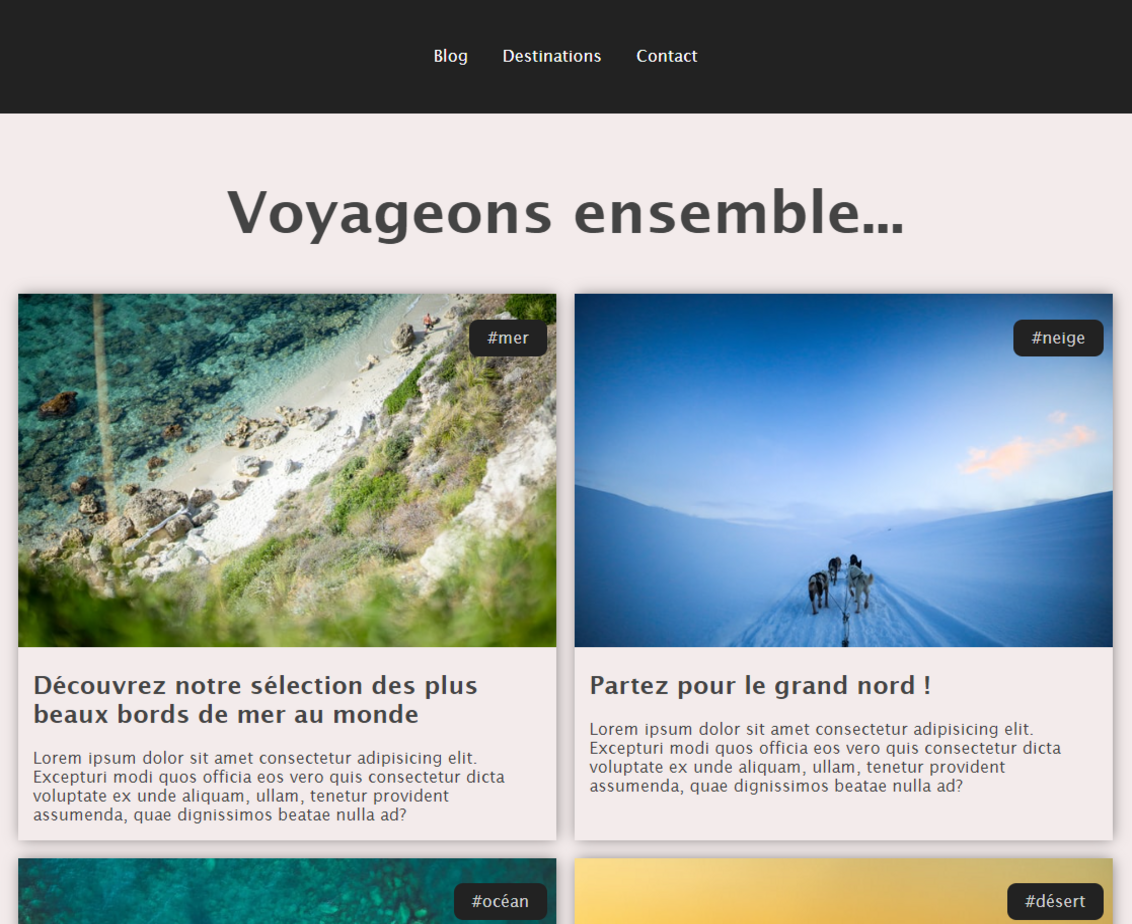 Blog Destinations Contact
Voyageons ensemble...
#mer
#neige
Découvrez notre sélection des plus
beaux bords de mer au monde
Lorem ipsum dolor sit amet consectetur adipisicing elit.
Excepturi modi quos officia eos vero quis consectetur dicta
voluptate ex unde aliquam, ullam, tenetur provident
assumenda, quae dignissimos beatae nulla ad?
Partez pour le grand nord !
Lorem ipsum dolor sit amet consectetur adipisicing elit.
Excepturi modi quos officia eos vero quis consectetur dicta
voluptate ex unde aliquam, ullam, tenetur provident
assumenda, quae dignissimos beatae nulla ad?
#océan
#désert